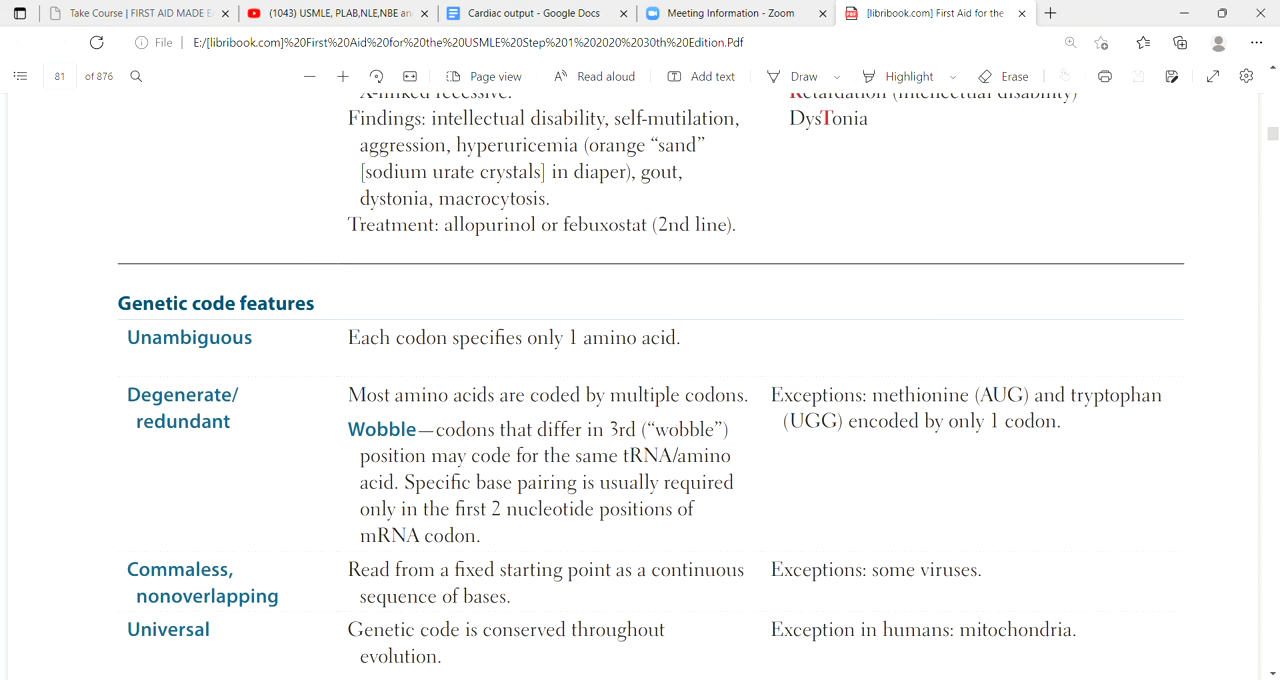 Take Course | FIRST AID MADE E
(1043) USMLE, PLAB,NLE,NBE an
Cardiac output - Google Docs
Meeting Information - Zoom
[libribook.com] First Aid for the
File
E:/[libribook.com]%20First%20Aid%20for%20the%20USMLE%20Step%201%202020%2030th%20Edition.Pdf
81 of 876
Page view
Read aloud
Add text
Draw
Highlight
Erase
X-linked recessive.
Retardation (intellectual disability)
Findings: intellectual disability, self-mutilation,
DysTonia
aggression, hyperuricemia (orange “sand”
[sodium urate crystals] in diaper), gout,
dystonia, macrocytosis.
Treatment: allopurinol or febuxostat (2nd line).
Genetic code features
Unambiguous
Each codon specifies only 1 amino acid.
Degenerate/
redundant
Most amino acids are coded by multiple codons.
Wobble—codons that differ in 3rd (“wobble”)
position may code for the same tRNA/amino
acid. Specific base pairing is usually required
only in the first 2 nucleotide positions of
mRNA codon.
Exceptions: methionine (AUG) and tryptophan
(UGG) encoded by only 1 codon.
Commaless,
nonoverlapping
Read from a fixed starting point as a continuous
sequence of bases.
Exceptions: some viruses.
Universal
Genetic code is conserved throughout
evolution.
Exception in humans: mitochondria.